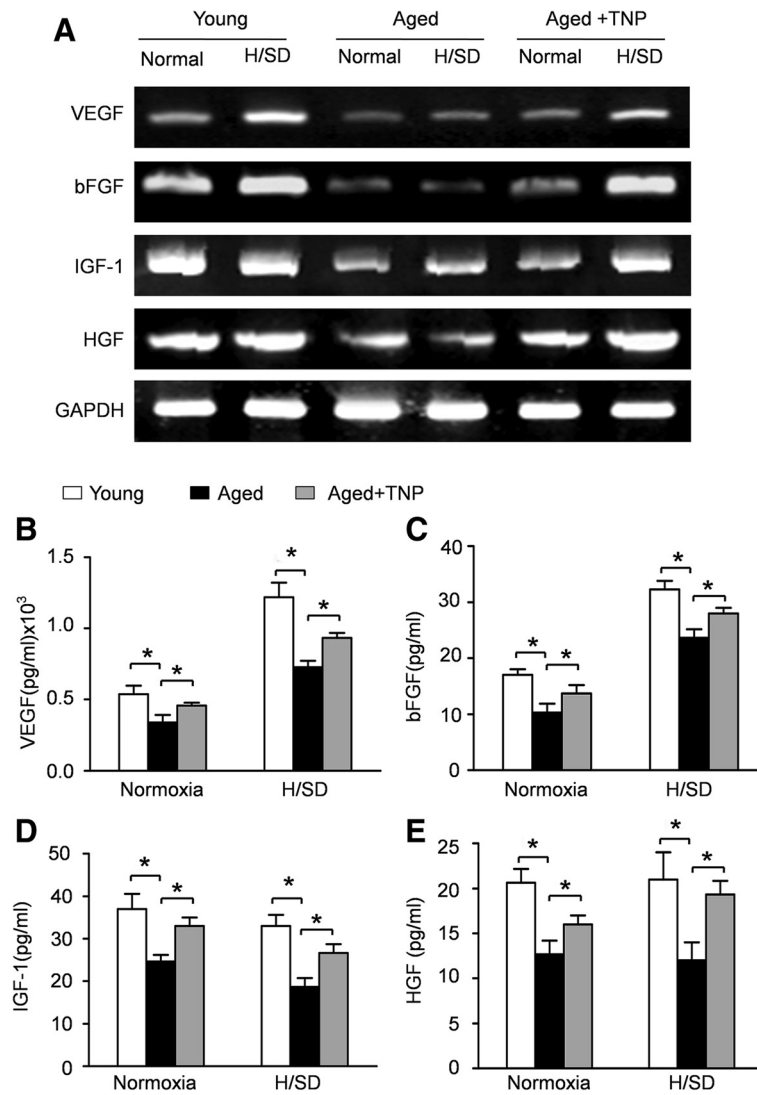 A
Young Aged Aged +TNP
Normal H/SD Normal H/SD Normal H/SD
VEGF
bFGF
IGF-1
HGF
GAPDH
Young Aged Aged+TNP
B
VEGF(pg/ml)x10³
1.5
1.0
0.5
0.0
* * * *
Normoxia H/SD
C
bFGF(pg/ml)
40
30
20
10
0
* * * *
Normoxia H/SD
D
IGF-1(pg/ml)
50
40
30
20
10
0
* * * *
Normoxia H/SD
E
HGF (pg/ml)
25
20
15
10
5
0
* * * *
Normoxia H/SD